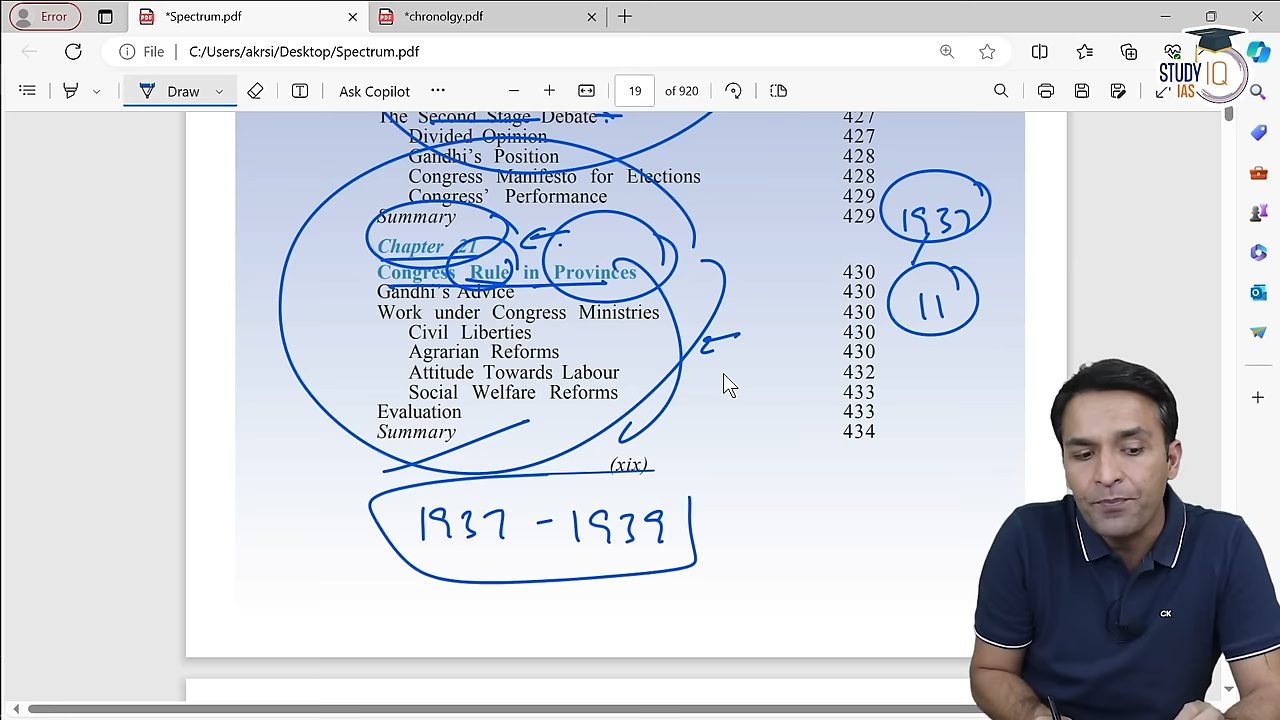 Error
*Spectrum.pdf
*chronolgy.pdf
File
C:/Users/akrsi/Desktop/Spectrum.pdf
STUDY IQ
IAS
Draw
Ask Copilot
19
of 920
The Second Stage Debate 427
Divided Opinion 427
Gandhi's Position 428
Congress Manifesto for Elections 428
Congress' Performance 429
Summary 429
1937
Chapter 21
Congress Rule in Provinces 430
Gandhi's Advice 430
11
Work under Congress Ministries 430
Civil Liberties 430
Agrarian Reforms 430
Attitude Towards Labour 432
Social Welfare Reforms 433
Evaluation 433
Summary 434
(xix)
1937 - 1939
CK